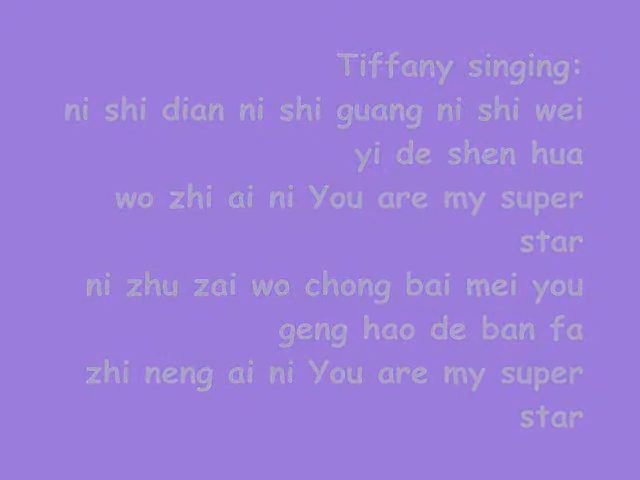 Tiffany singing:
ni shi dian ni shi guang ni shi wei
yi de shen hua
wo zhi ai ni You are my super
star
ni zhu zai wo chong bai mei you
geng hao de ban fa
zhi neng ai ni You are my super
star